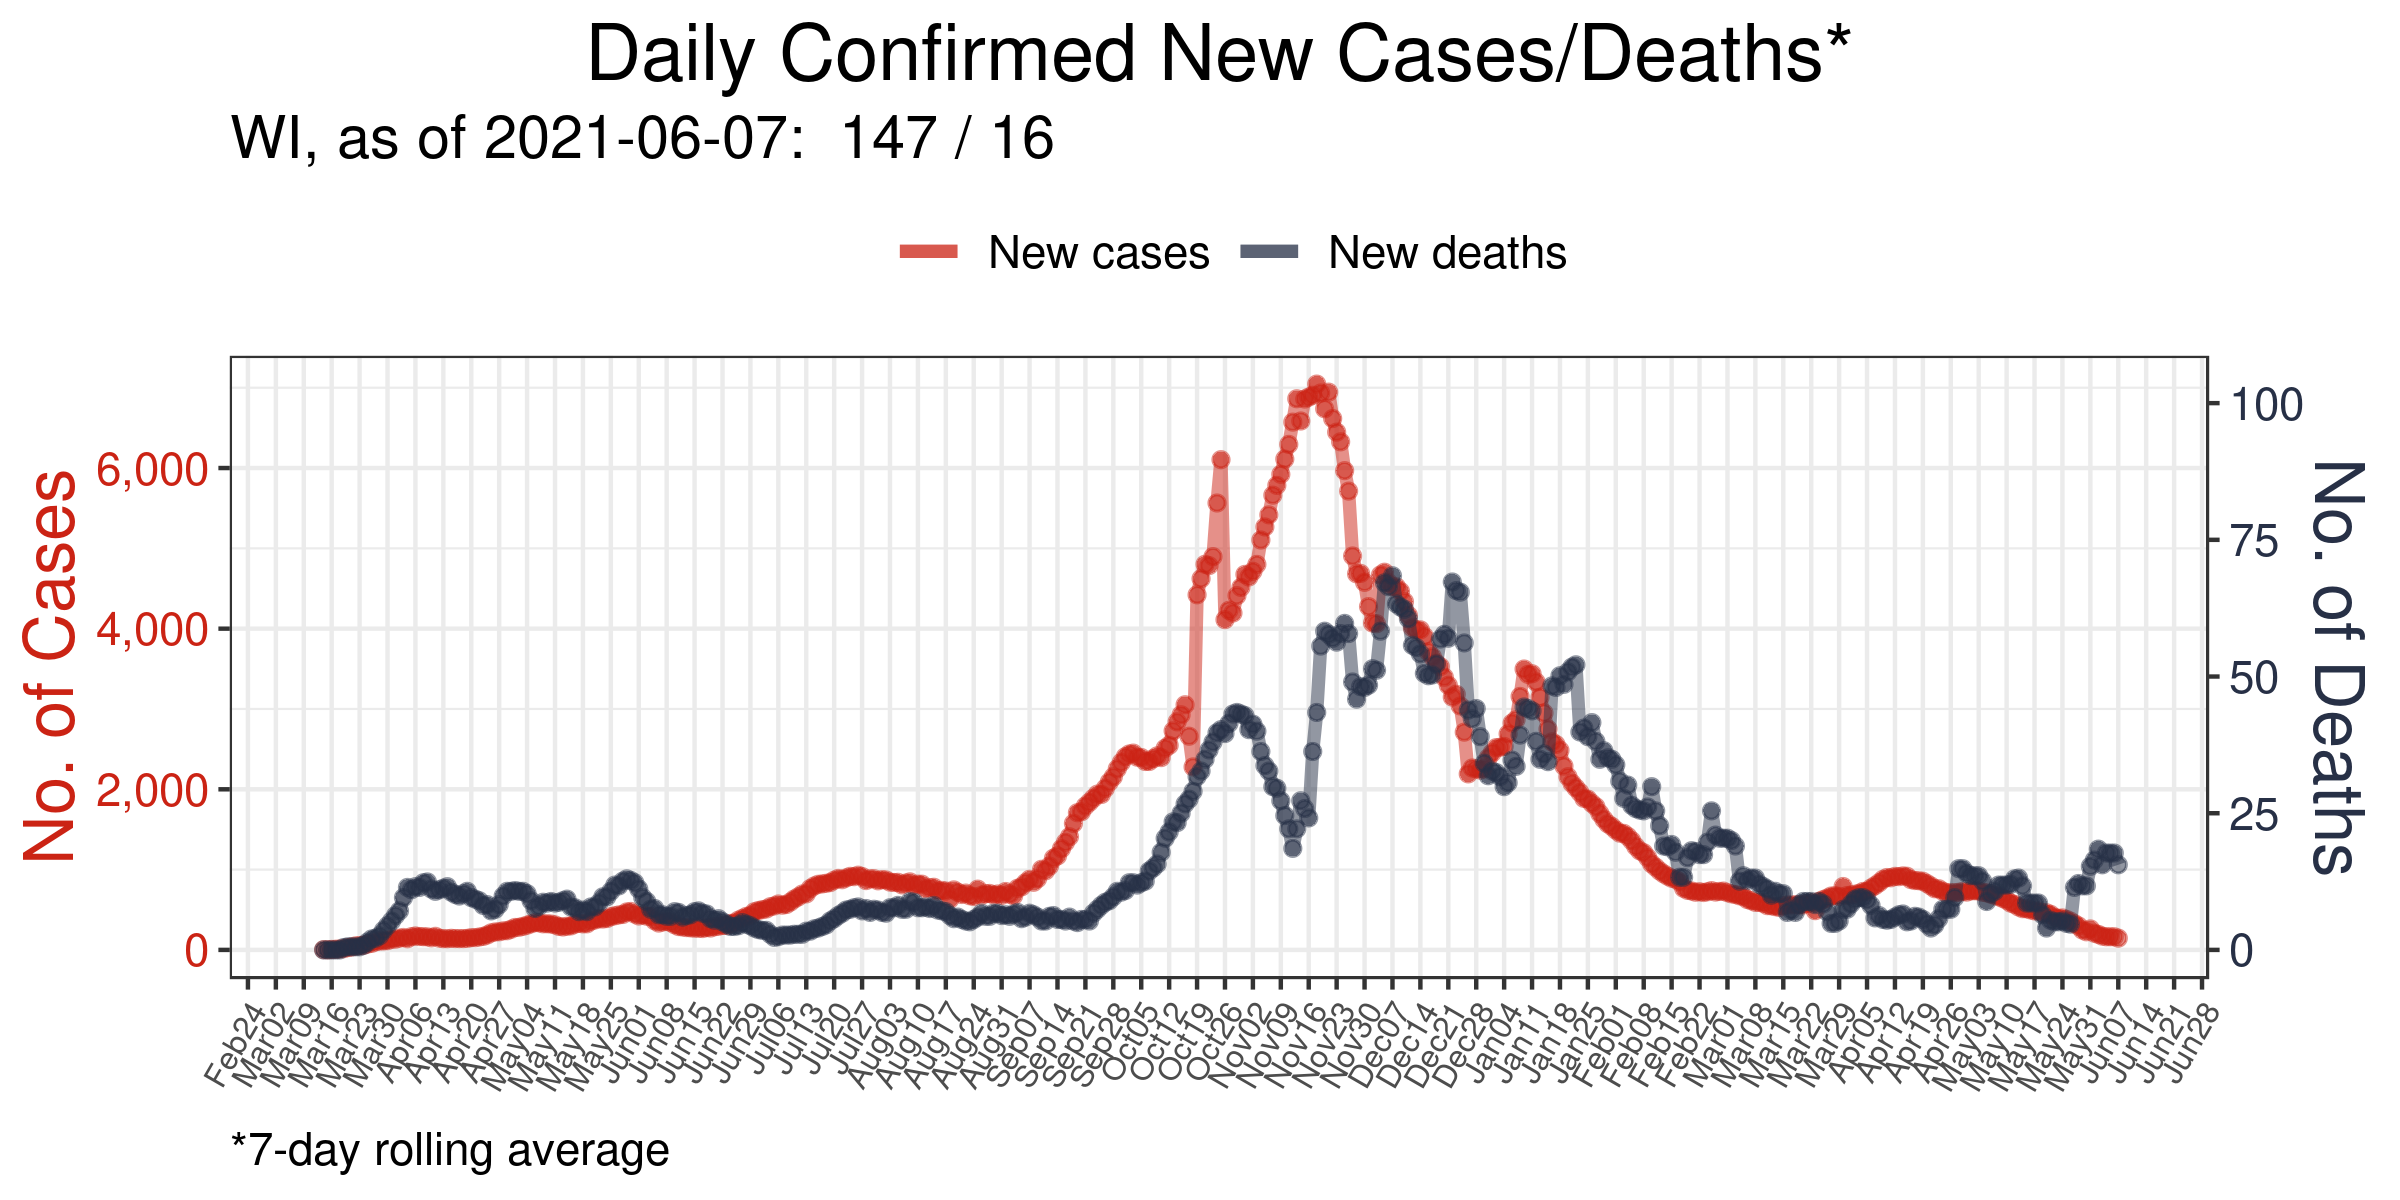 Daily Confirmed New Cases/Deaths*
WI, as of 2021-06-07:  147 / 16
New cases
New deaths
No. of Cases
6,000
4,000
2,000
0
100
75
50
25
0
No. of Deaths
Feb24
Mar02
Mar09
Mar16
Mar23
Mar30
Apr06
Apr13
Apr20
Apr27
May04
May11
May18
May25
Jun01
Jun08
Jun15
Jun22
Jun29
Jul06
Jul13
Jul20
Jul27
Aug03
Aug10
Aug17
Aug24
Aug31
Sep07
Sep14
Sep21
Sep28
Oct05
Oct12
Oct19
Oct26
Nov02
Nov09
Nov16
Nov23
Nov30
Dec07
Dec14
Dec21
Dec28
Jan04
Jan11
Jan18
Jan25
Feb01
Feb08
Feb15
Feb22
Mar01
Mar08
Mar15
Mar22
Mar29
Apr05
Apr12
Apr19
Apr26
May03
May10
May17
May24
May31
Jun07
Jun14
Jun21
Jun28
*7-day rolling average